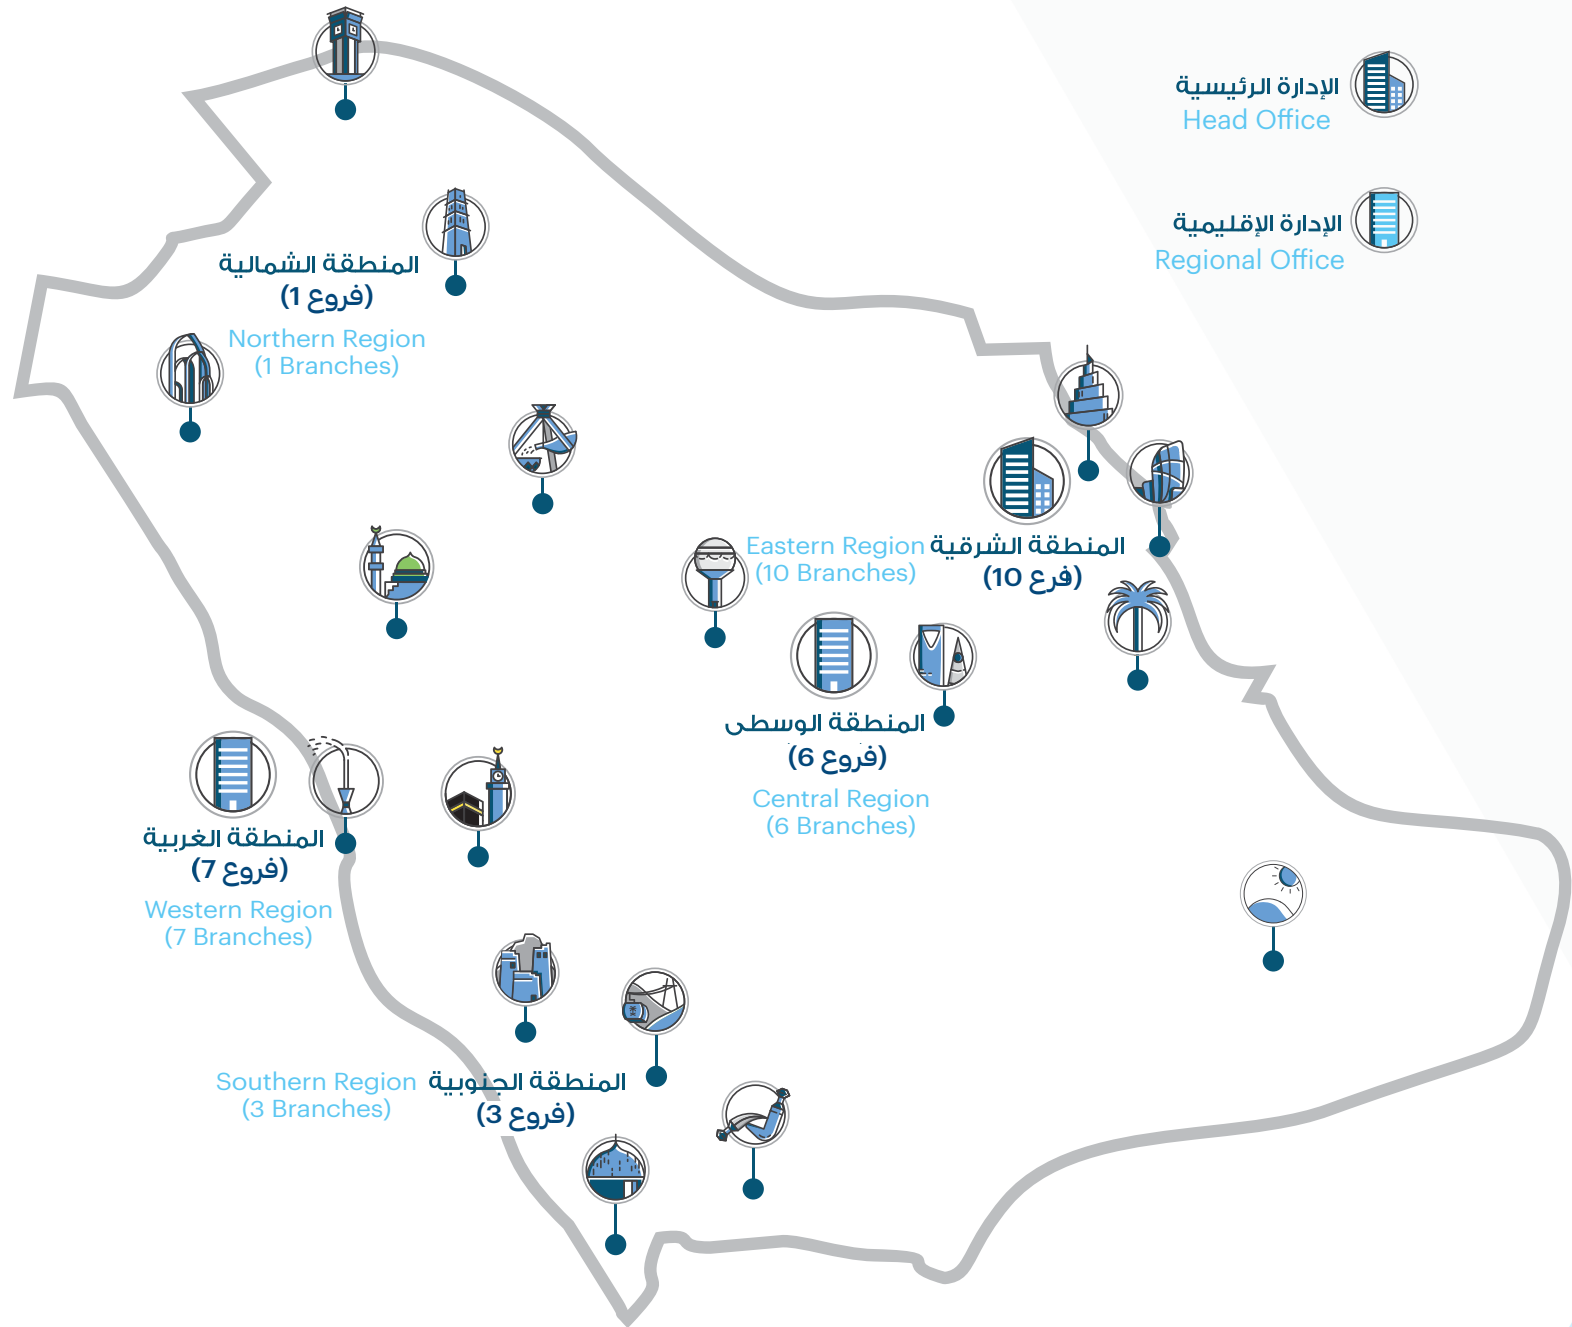 الإدارة الرئيسية
Head Office
الإدارة الإقليمية
Regional Office
المنطقة الشمالية
(1 فروع)
Northern Region
(1 Branches)
Eastern Region
(10 Branches)
المنطقة الشرقية
(10 فرع)
المنطقة الوسطى
(6 فروع)
Central Region
(6 Branches)
المنطقة الغربية
(7 فروع)
Western Region
(7 Branches)
Southern Region
(3 Branches)
المنطقة الجنوبية
(3 فروع)